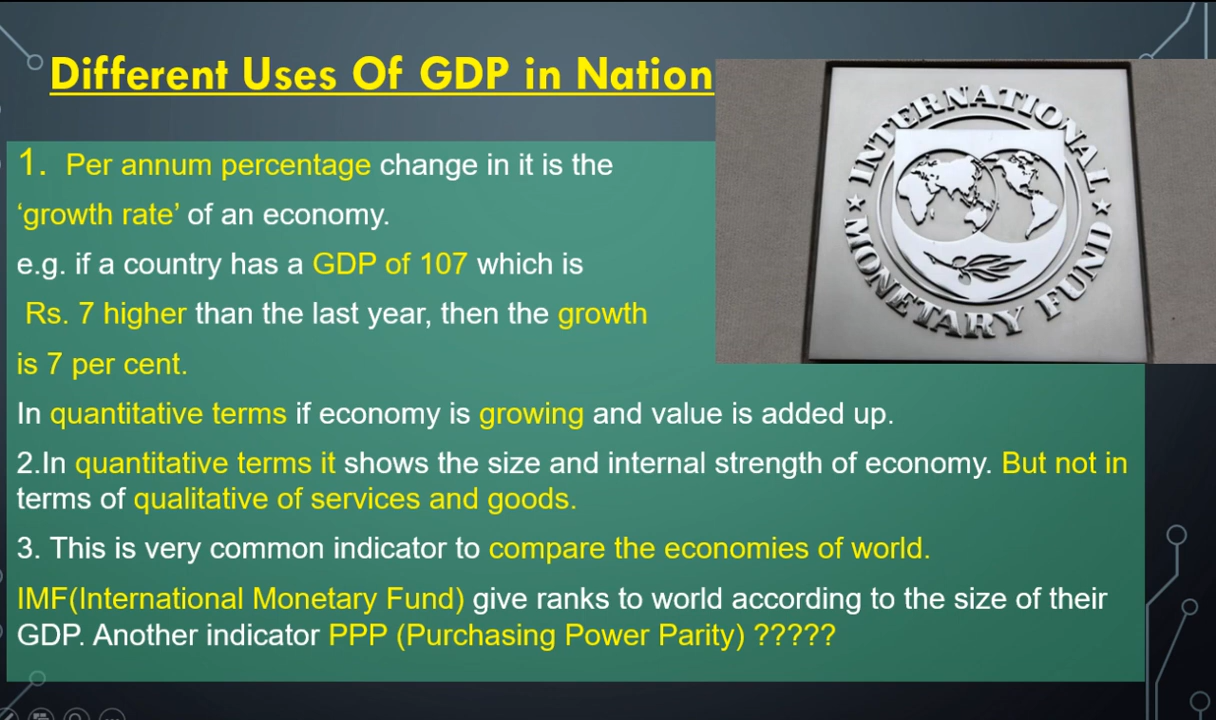 Different Uses Of GDP in Nation
INTERNATIONAL
MONETARY FUND
1. Per annum percentage change in it is the
‘growth rate’ of an economy.
e.g. if a country has a GDP of 107 which is
Rs. 7 higher than the last year, then the growth
is 7 per cent.
In quantitative terms if economy is growing and value is added up.
2.In quantitative terms it shows the size and internal strength of economy. But not in
terms of qualitative of services and goods.
3. This is very common indicator to compare the economies of world.
IMF(International Monetary Fund) give ranks to world according to the size of their
GDP. Another indicator PPP (Purchasing Power Parity) ?????